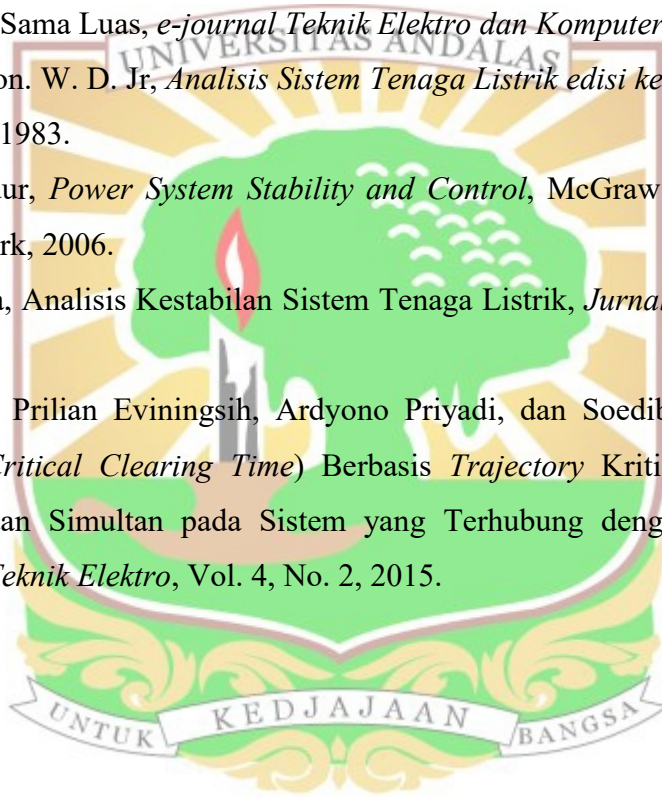 Sama Luas, e-journal Teknik Elektro dan Komputer
UNIVERSITAS ANDALAS
on. W. D. Jr, Analisis Sistem Tenaga Listrik edisi ke
1983.
ur, Power System Stability and Control, McGraw
rk, 2006.
a, Analisis Kestabilan Sistem Tenaga Listrik, Jurnal
Prilian Eviningsih, Ardyono Priyadi, dan Soedib
Critical Clearing Time) Berbasis Trajectory Kriti
an Simultan pada Sistem yang Terhubung deng
Teknik Elektro, Vol. 4, No. 2, 2015.
UNTUK KEDJAJAAN BANGSA